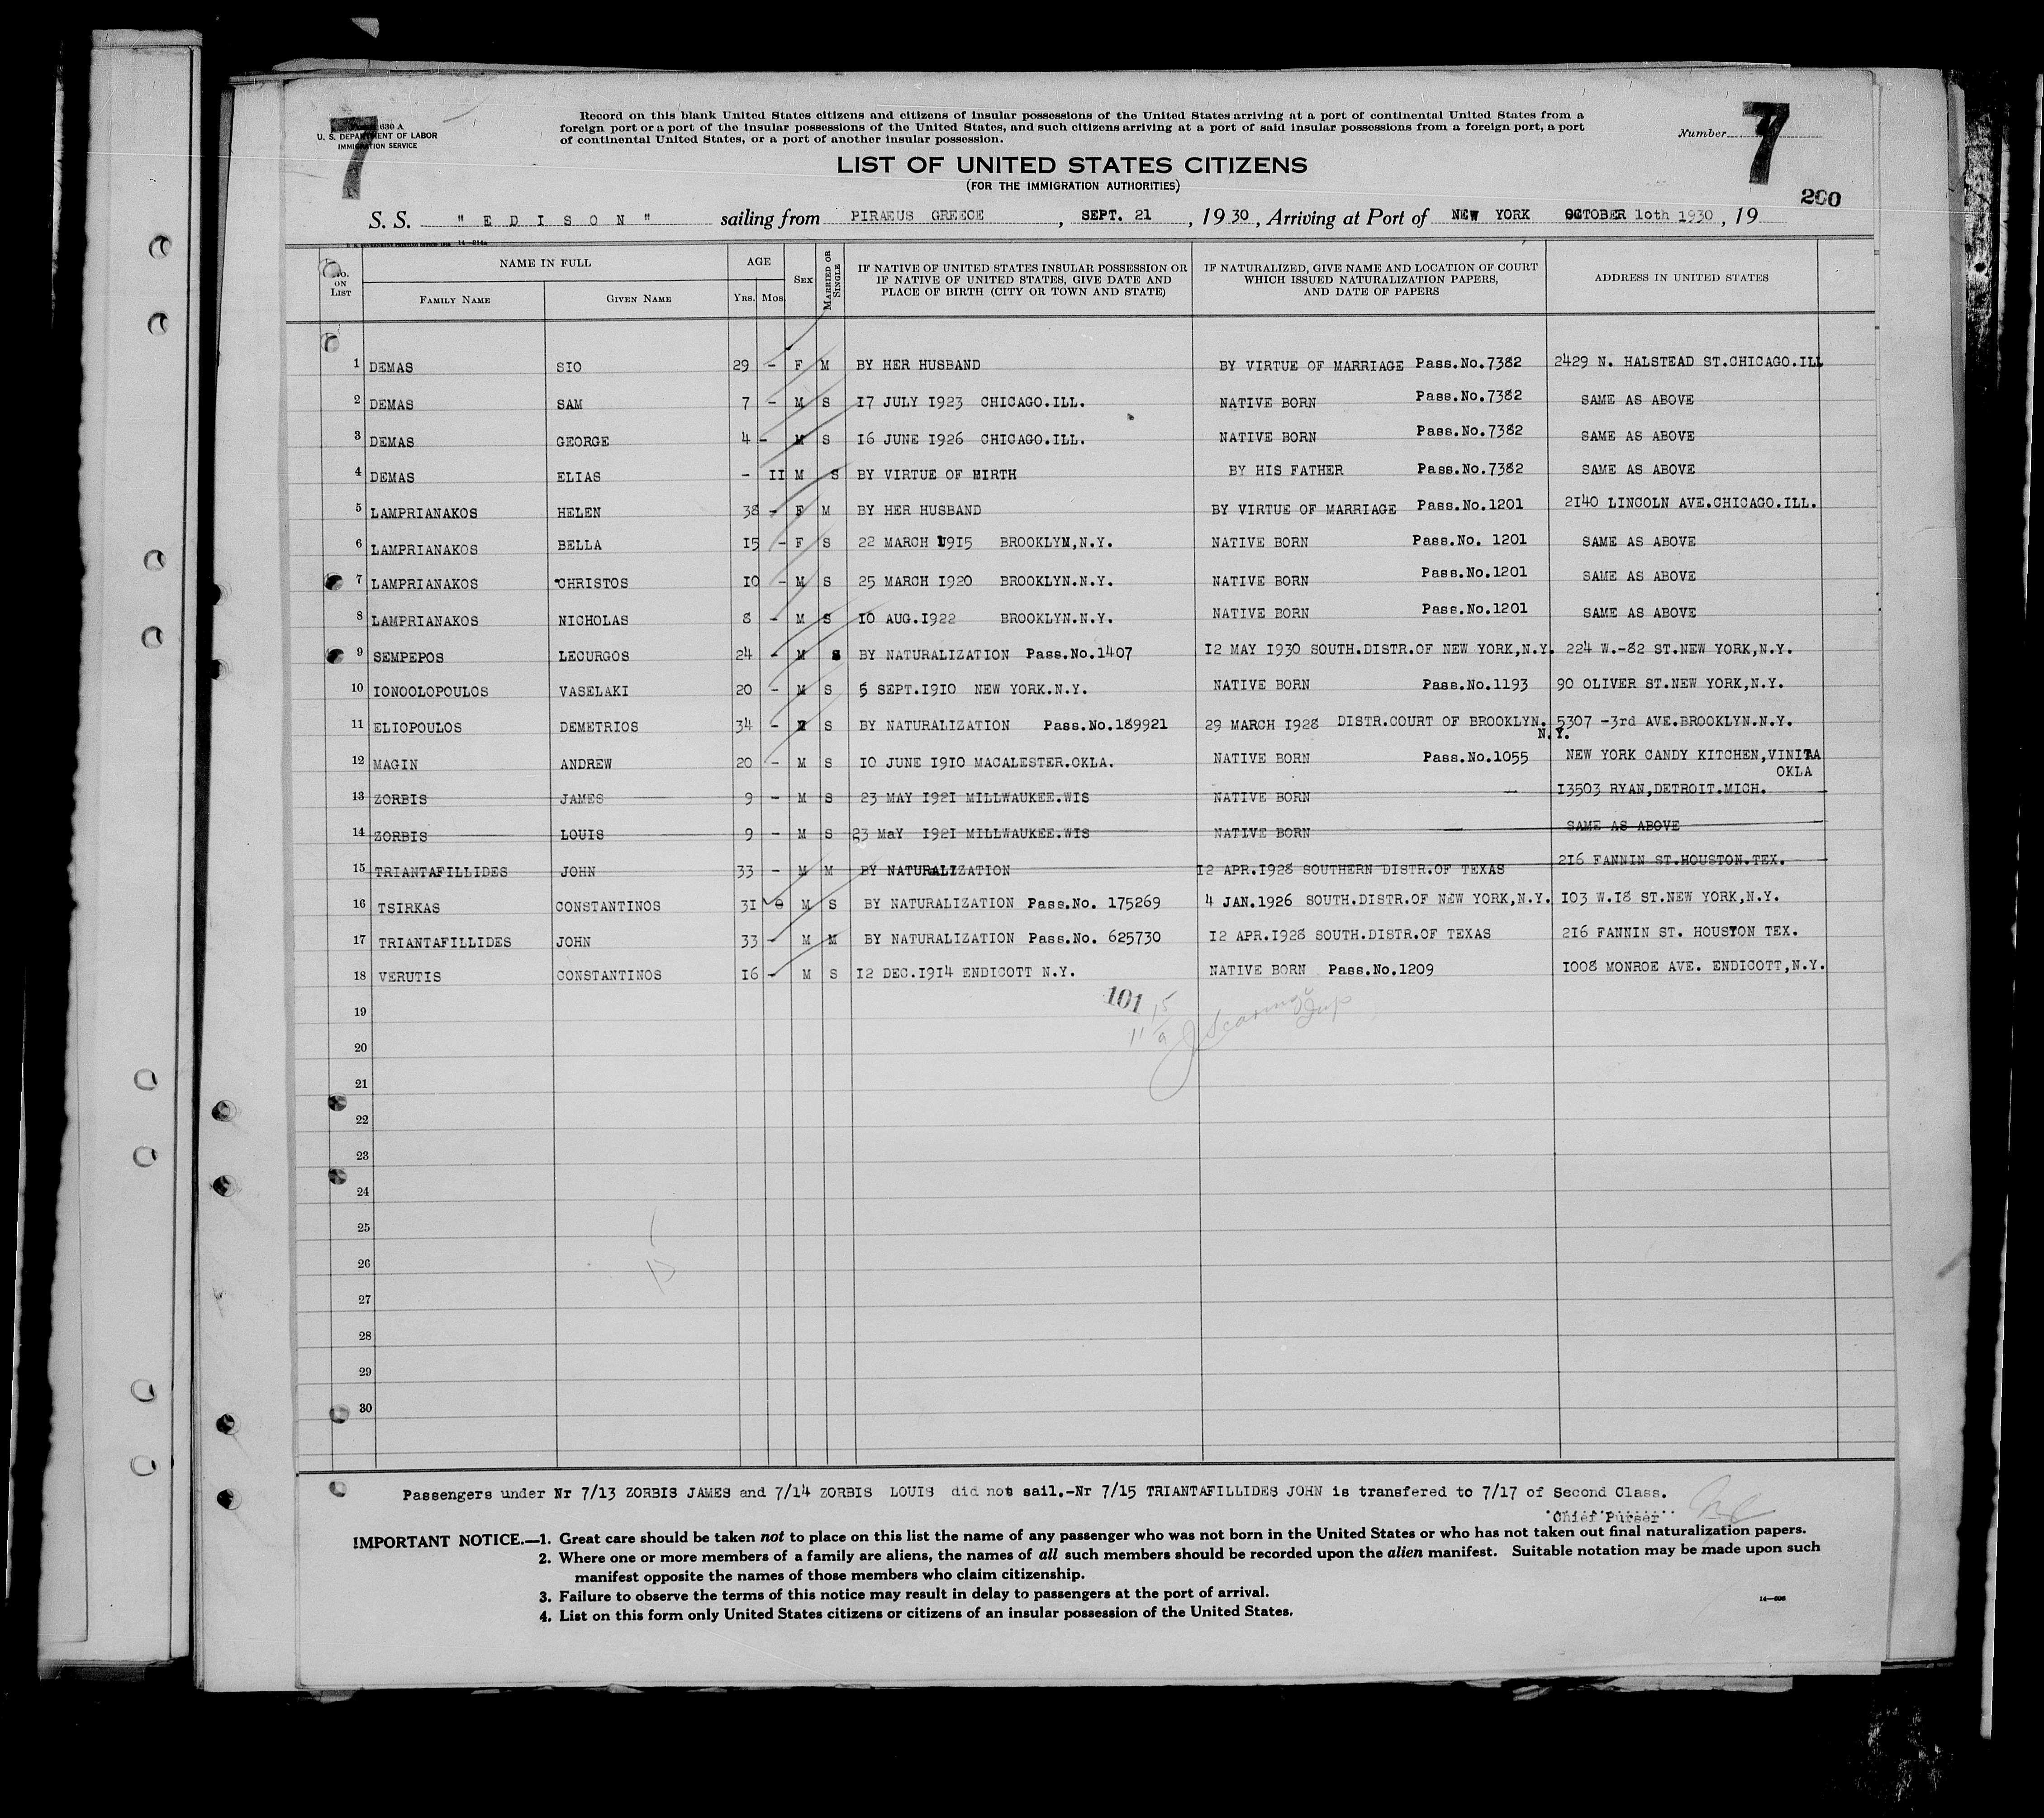 7
630 A
U. S. DEPARTMENT OF LABOR
IMMIGRATION SERVICE
Record on this blank United States citizens and citizens of insular possessions of the United States arriving at a port of continental United States from a
foreign port or a port of the insular possessions of the United States, and such citizens arriving at a port of said insular possessions from a foreign port, a port
of continental United States, or a port of another insular possession.
Number 7
LIST OF UNITED STATES CITIZENS
(FOR THE IMMIGRATION AUTHORITIES)
200
S. S. "EDISON" sailing from PIRAEUS GREECE, SEPT. 21, 1930, Arriving at Port of NEW YORK OCTOBER 10th 1930, 19
No. ON LIST | NAME IN FULL | FAMILY NAME | GIVEN NAME | AGE | YRS. | MOS. | SEX | MARRIED OR SINGLE | IF NATIVE OF UNITED STATES INSULAR POSSESSION OR IF NATIVE OF UNITED STATES, GIVE DATE AND PLACE OF BIRTH (CITY OR TOWN AND STATE) | IF NATURALIZED, GIVE NAME AND LOCATION OF COURT WHICH ISSUED NATURALIZATION PAPERS, AND DATE OF PAPERS | ADDRESS IN UNITED STATES
1 DEMAS SIO 29 - F M BY HER HUSBAND BY VIRTUE OF MARRIAGE Pass.No.7382 2429 N. HALSTEAD ST.CHICAGO.ILL
2 DEMAS SAM 7 - M S 17 JULY 1923 CHICAGO.ILL. NATIVE BORN Pass.No.7382 SAME AS ABOVE
3 DEMAS GEORGE 4 - M S 16 JUNE 1926 CHICAGO.ILL. NATIVE BORN Pass.No.7382 SAME AS ABOVE
4 DEMAS ELIAS - II M S BY VIRTUE OF BIRTH BY HIS FATHER Pass.No.7382 SAME AS ABOVE
5 LAMPRIANAKOS HELEN 38 - F M BY HER HUSBAND BY VIRTUE OF MARRIAGE Pass.No.1201 2140 LINCOLN AVE.CHICAGO.ILL.
6 LAMPRIANAKOS BELLA 15 - F S 22 MARCH 1915 BROOKLYN,N.Y. NATIVE BORN Pass.No. 1201 SAME AS ABOVE
7 LAMPRIANAKOS CHRISTOS 10 - M S 25 MARCH 1920 BROOKLYN.N.Y. NATIVE BORN Pass.No.1201 SAME AS ABOVE
8 LAMPRIANAKOS NICHOLAS 8 - M S 10 AUG.1922 BROOKLYN.N.Y. NATIVE BORN Pass.No.1201 SAME AS ABOVE
9 SEMPEPOS LECURGOS 24 - M S BY NATURALIZATION Pass.No.1407 12 MAY 1930 SOUTH.DISTR.OF NEW YORK,N.Y. 224 W.-82 ST.NEW YORK,N.Y.
10 IONOOLOPOULOS VASELAKI 20 - M S 5 SEPT.1910 NEW YORK.N.Y. NATIVE BORN Pass.No.1193 90 OLIVER ST.NEW YORK,N.Y.
11 ELIOPOULOS DEMETRIOS 34 - M S BY NATURALIZATION Pass.No.189921 29 MARCH 1928 DISTR.COURT OF BROOKLYN. N.Y. 5307 -3rd AVE.BROOKLYN.N.Y.
12 MAGIN ANDREW 20 - M S 10 JUNE 1910 MACALESTER.OKLA. NATIVE BORN Pass.No.1055 NEW YORK CANDY KITCHEN,VINITA OKLA
13 ZORBIS JAMES 9 - M S 23 MAY 1921 MILLWAUKEE.WIS NATIVE BORN — 13503 RYAN,DETROIT.MICH.
14 ZORBIS LOUIS 9 - M S 23 MaY 1921 MILLWAUKEE.WIS NATIVE BORN — SAME AS ABOVE
15 TRIANTAFILLIDES JOHN 33 - M M BY NATURALIZATION 12 APR.1928 SOUTHERN DISTR.OF TEXAS 216 FANNIN ST.HOUSTON.TEX.
16 TSIRKAS CONSTANTINOS 31 M S BY NATURALIZATION Pass.No. 175269 4 JAN.1926 SOUTH.DISTR.OF NEW YORK,N.Y. 103 W.18 ST.NEW YORK,N.Y.
17 TRIANTAFILLIDES JOHN 33 - M M BY NATURALIZATION Pass.No. 625730 12 APR.1928 SOUTH.DISTR.OF TEXAS 216 FANNIN ST. HOUSTON TEX.
18 VERUTIS CONSTANTINOS 16 - M S 12 DEC.1914 ENDICOTT N.Y. NATIVE BORN Pass.No.1209 1008 MONROE AVE. ENDICOTT,N.Y.
101
19
20
21
22
23
24
25
26
27
28
29
30
Passengers under Nr 7/13 ZORBIS JAMES and 7/14 ZORBIS LOUIS did not sail.-Nr 7/15 TRIANTAFILLIDES JOHN is transfered to 7/17 of Second Class.
Chief Purser
IMPORTANT NOTICE.—1. Great care should be taken not to place on this list the name of any passenger who was not born in the United States or who has not taken out final naturalization papers.
2. Where one or more members of a family are aliens, the names of all such members should be recorded upon the alien manifest. Suitable notation may be made upon such
manifest opposite the names of those members who claim citizenship.
3. Failure to observe the terms of this notice may result in delay to passengers at the port of arrival.
4. List on this form only United States citizens or citizens of an insular possession of the United States.